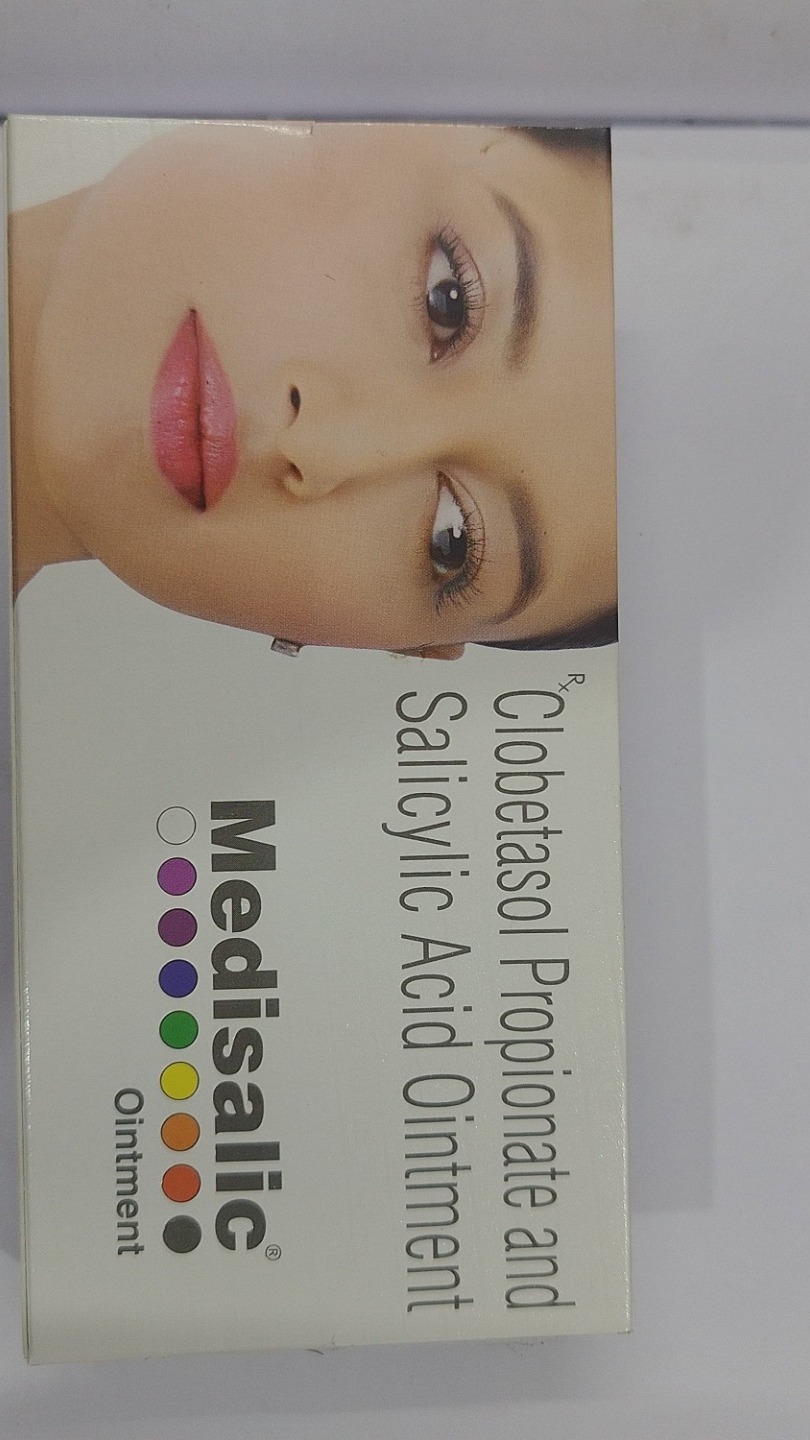 Rx
Clobetasol Propionate and
Salicylic Acid Ointment
Medisalic®
Ointment